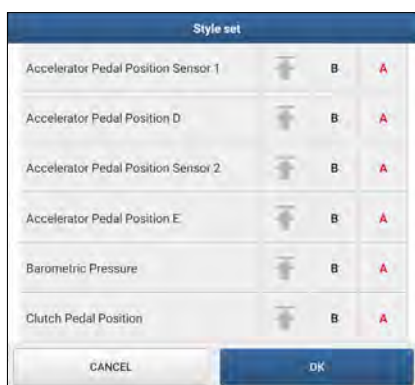 Style set
Accelerator Pedal Position Sensor 1 B A
Accelerator Pedal Position D B A
Accelerator Pedal Position Sensor 2 B A
Accelerator Pedal Position E B A
Barometric Pressure B A
Clutch Pedal Position B A
CANCEL OK